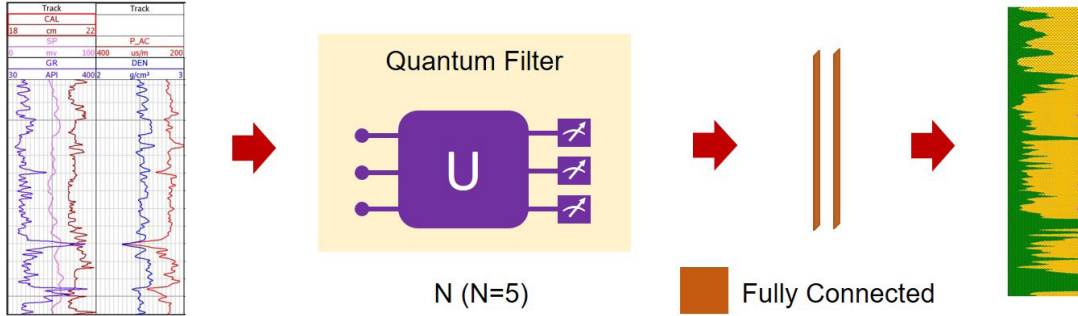 Track Track
CAL
18 cm 22
SP P_AC
0 mv 100 400 us/m 200
GR DEN
30 API 400 2 g/cm³ 3
Quantum Filter
U
N (N=5)
Fully Connected